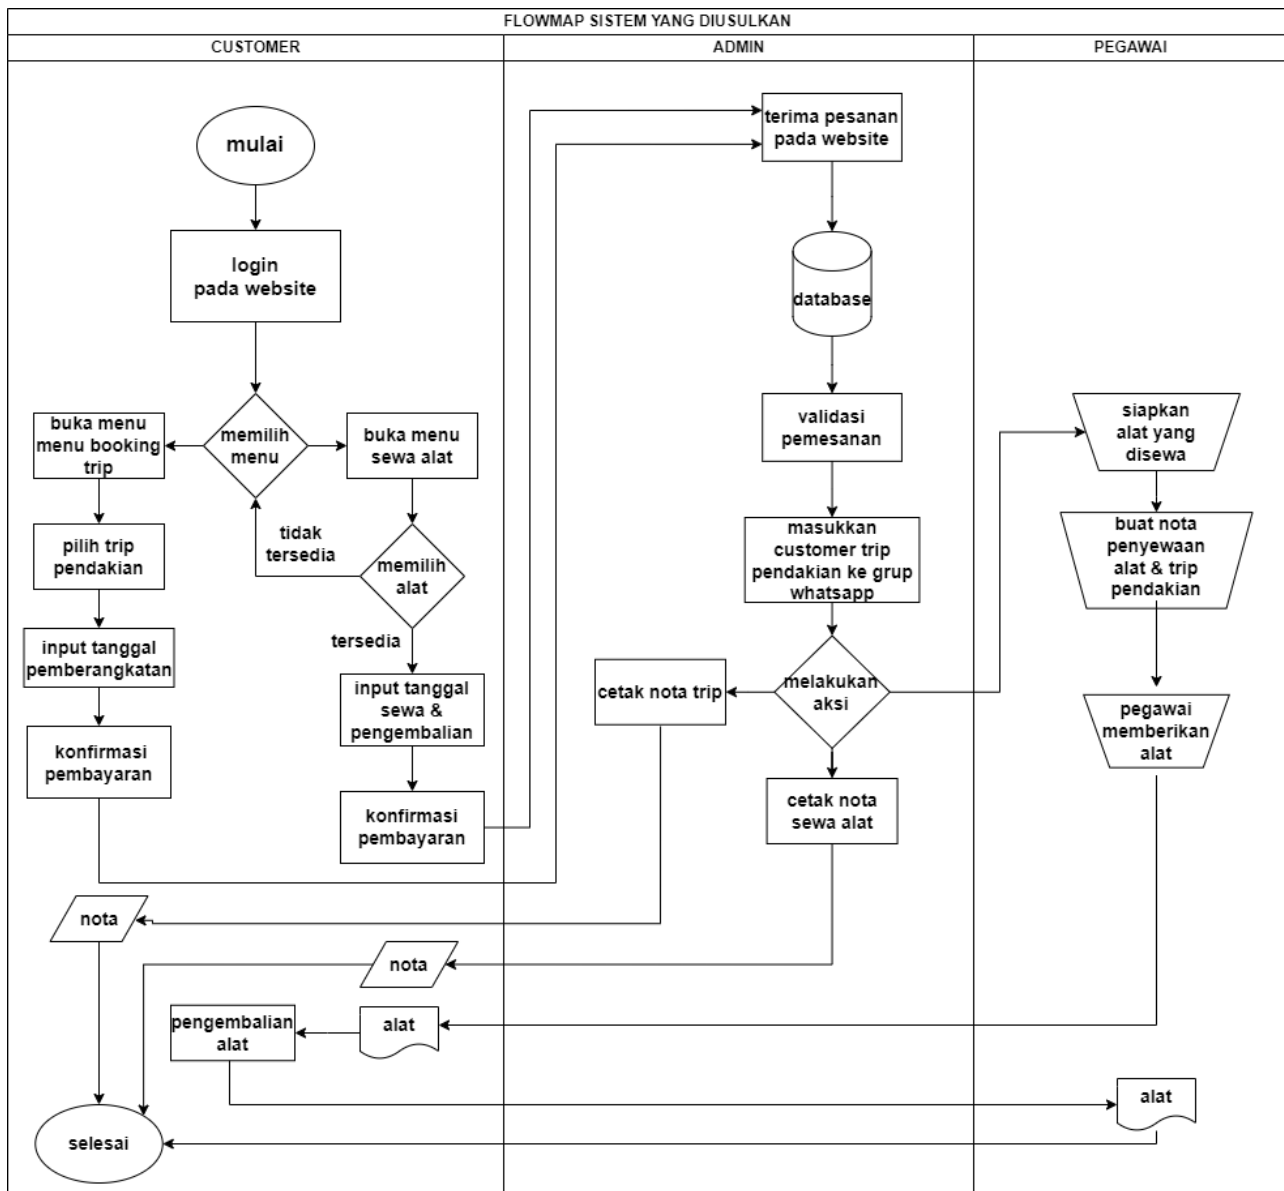 FLOWMAP SISTEM YANG DIUSULKAN
CUSTOMER
ADMIN
PEGAWAI
mulai
login
pada website
memilih
menu
buka menu
menu booking
trip
pilih trip
pendakian
input tanggal
pemberangkatan
konfirmasi
pembayaran
buka menu
sewa alat
memilih
alat
tidak
tersedia
tersedia
input tanggal
sewa &
pengembalian
konfirmasi
pembayaran
terima pesanan
pada website
database
validasi
pemesanan
masukkan
customer trip
pendakian ke grup
whatsapp
melakukan
aksi
cetak nota trip
cetak nota
sewa alat
siapkan
alat yang
disewa
buat nota
penyewaan
alat & trip
pendakian
pegawai
memberikan
alat
nota
nota
alat
pengembalian
alat
alat
selesai